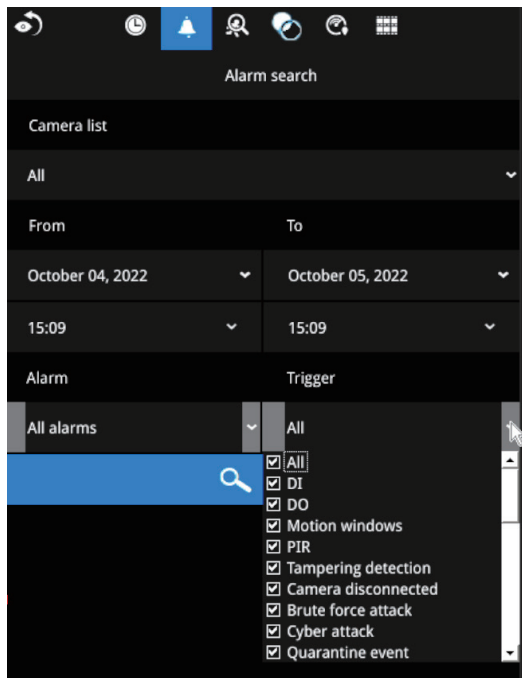 Alarm search
Camera list
All
From To
October 04, 2022 October 05, 2022
15:09 15:09
Alarm Trigger
All alarms All
All
DI
DO
Motion windows
PIR
Tampering detection
Camera disconnected
Brute force attack
Cyber attack
Quarantine event